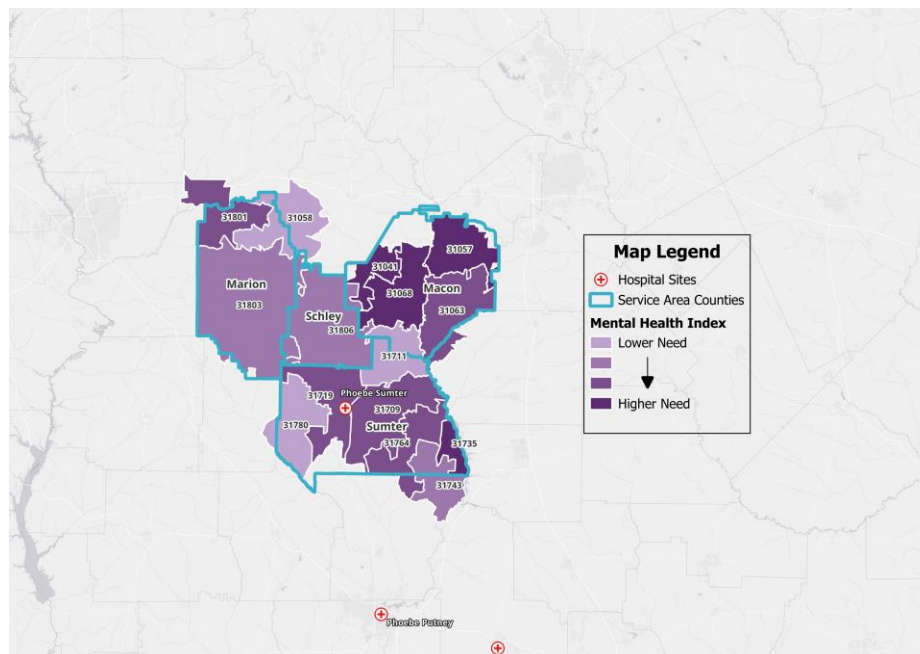 31801
31058
31057
31041
Marion
31068
Macon
31803
31063
Schley
31806
31711
31719
Phoebe Sumter
31709
31780
Sumter
31764
31735
31743
Phoebe Putney
Map Legend
Hospital Sites
Service Area Counties
Mental Health Index
Lower Need
Higher Need